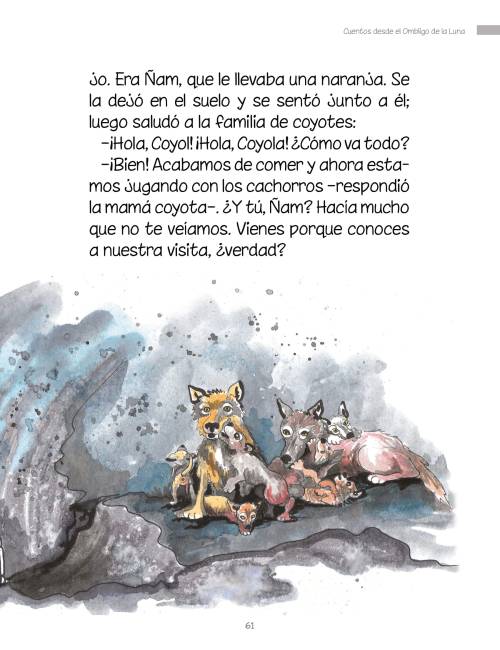 Cuentos desde el Ombligo de la Luna
jo. Era Ñam, que le llevaba una naranja. Se
la dejó en el suelo y se sentó junto a él;
luego saludó a la familia de coyotes:
–¡Hola, Coyol! ¡Hola, Coyola! ¿Cómo va todo?
–¡Bien! Acabamos de comer y ahora esta-
mos jugando con los cachorros –respondió
la mamá coyota–. ¿Y tú, Ñam? Hacía mucho
que no te veíamos. Vienes porque conoces
a nuestra visita, ¿verdad?
61